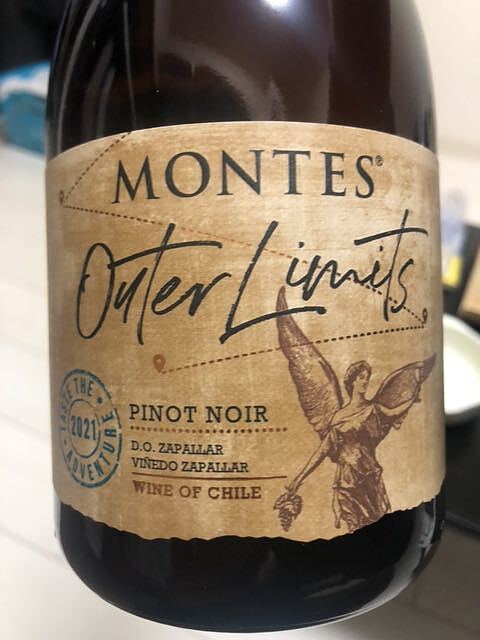 MONTES®
Outer Limits
TASTE THE
2021
ADVENTURE
PINOT NOIR
D.O. ZAPALLAR
VIÑEDO ZAPALLAR
WINE OF CHILE